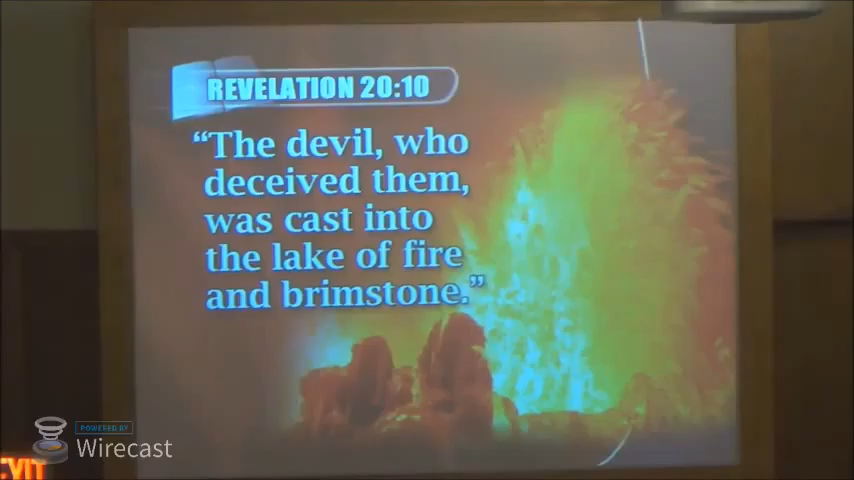 REVELATION 20:10
“The devil, who
deceived them,
was cast into
the lake of fire
and brimstone.”
POWERED BY
Wirecast